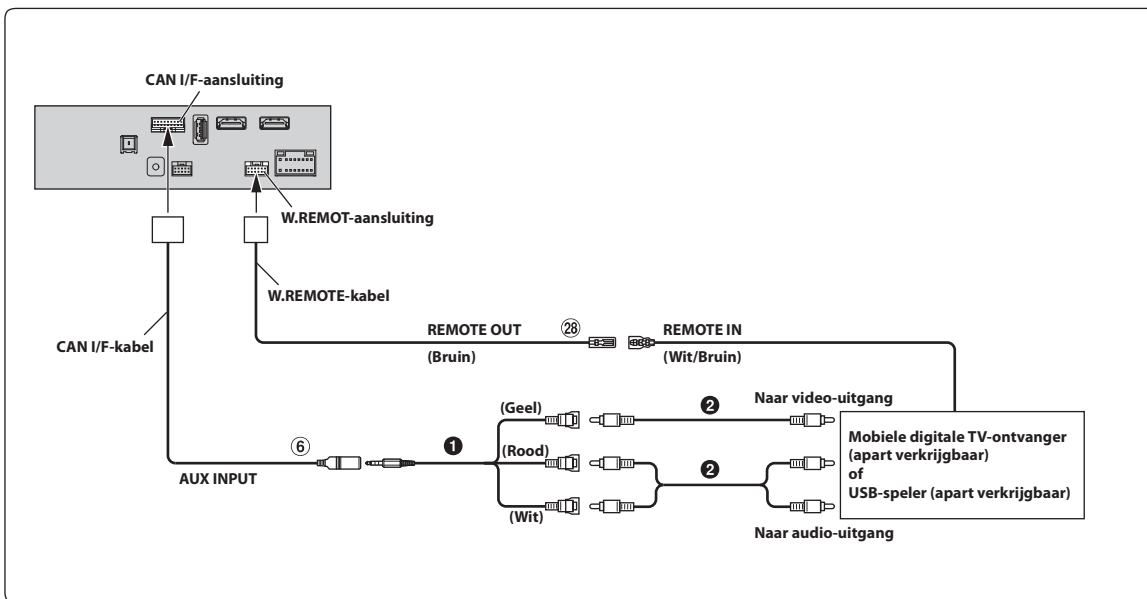 CAN I/F-aansluiting
W.REMOT-aansluiting
W.REMOTE-kabel
CAN I/F-kabel
REMOTE OUT
(Bruin)
㉘
REMOTE IN
(Wit/Bruin)
(Geel)
❷
Naar video-uitgang
⑥
AUX INPUT
❶
(Rood)
❷
(Wit)
Mobiele digitale TV-ontvanger
(apart verkrijgbaar)
of
USB-speler (apart verkrijgbaar)
Naar audio-uitgang